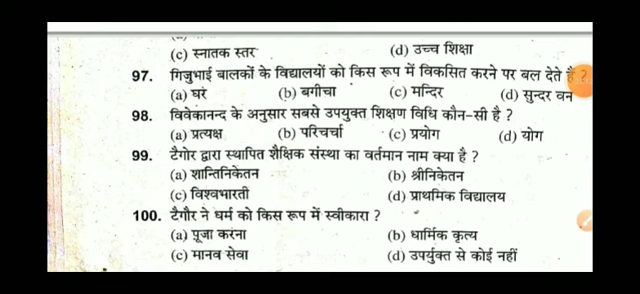 (c) स्नातक स्तर (d) उच्च शिक्षा
97. गिजुभाई बालकों के विद्यालयों को किस रूप में विकसित करने पर बल देते हैं ?
(a) घर (b) बगीचा (c) मन्दिर (d) सुन्दर वन
98. विवेकानन्द के अनुसार सबसे उपयुक्त शिक्षण विधि कौन-सी है ?
(a) प्रत्यक्ष (b) परिचर्चा (c) प्रयोग (d) योग
99. टैगोर द्वारा स्थापित शैक्षिक संस्था का वर्तमान नाम क्या है ?
(a) शान्तिनिकेतन (b) श्रीनिकेतन
(c) विश्वभारती (d) प्राथमिक विद्यालय
100. टैगौर ने धर्म को किस रूप में स्वीकारा ?
(a) पूजा करना (b) धार्मिक कृत्य
(c) मानव सेवा (d) उपर्युक्त से कोई नहीं